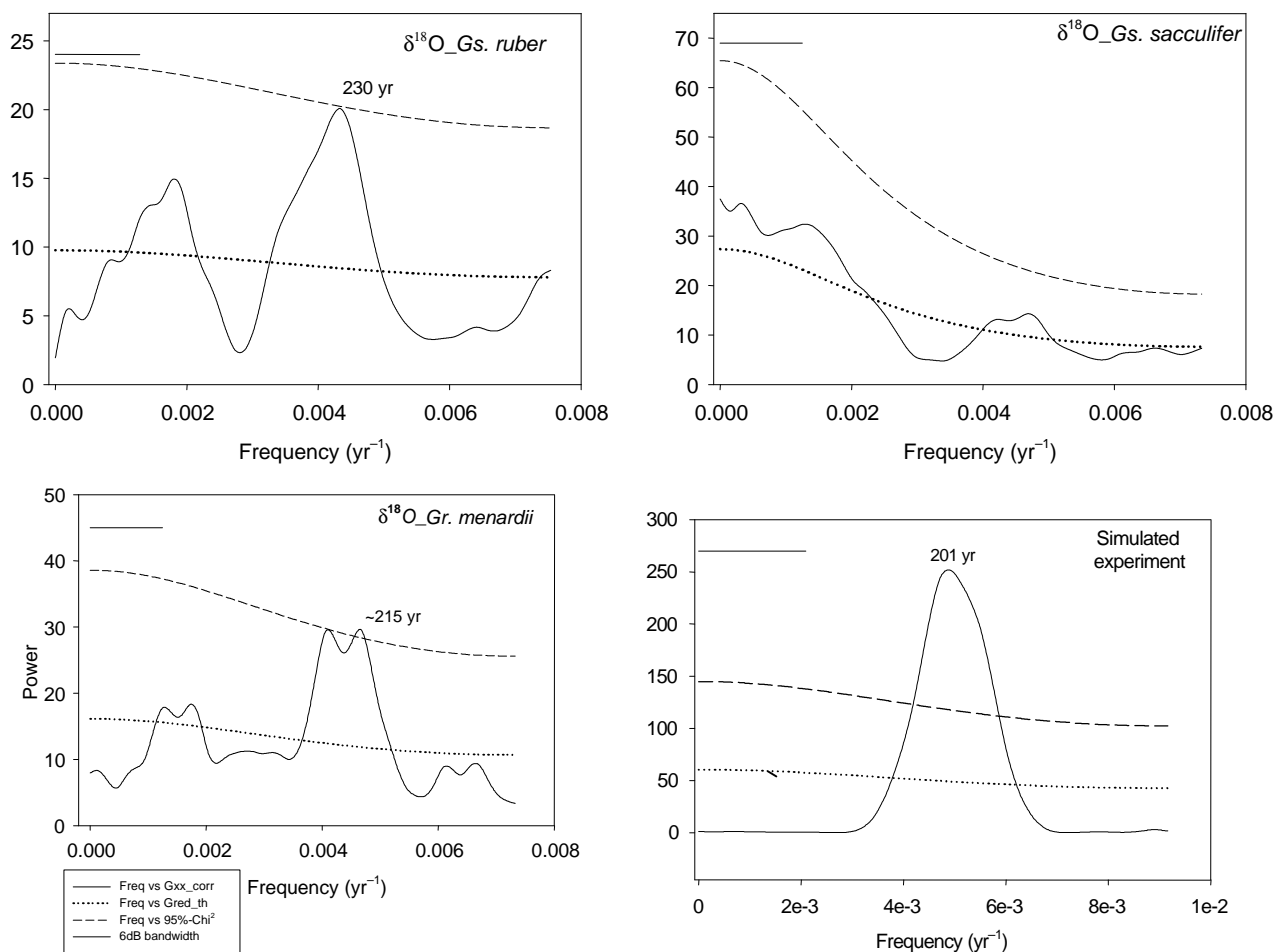 δ18O_Gs. ruber
25
20
15
10
5
0
230 yr
0.000 0.002 0.004 0.006 0.008
Frequency (yr–1)
δ18O_Gs. sacculifer
70
60
50
40
30
20
10
0
0.000 0.002 0.004 0.006 0.008
Frequency (yr–1)
δ18O_Gr. menardii
50
40
30
20
10
0
Power
~215 yr
0.000 0.002 0.004 0.006 0.008
Frequency (yr–1)
Freq vs Gxx_corr
Freq vs Gred_th
Freq vs 95%-Chi2
6dB bandwidth
Simulated
experiment
300
250
200
150
100
50
0
201 yr
0 2e-3 4e-3 6e-3 8e-3 1e-2
Frequency (yr–1)